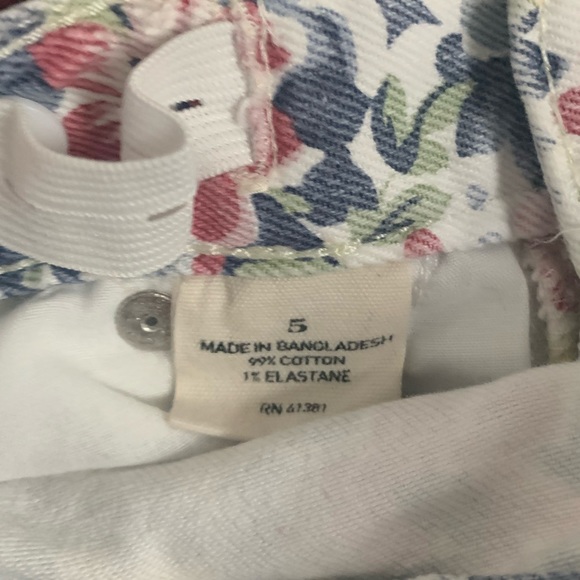 5
MADE IN BANGLADESH
99% COTTON
1% ELASTANE
RN 61381